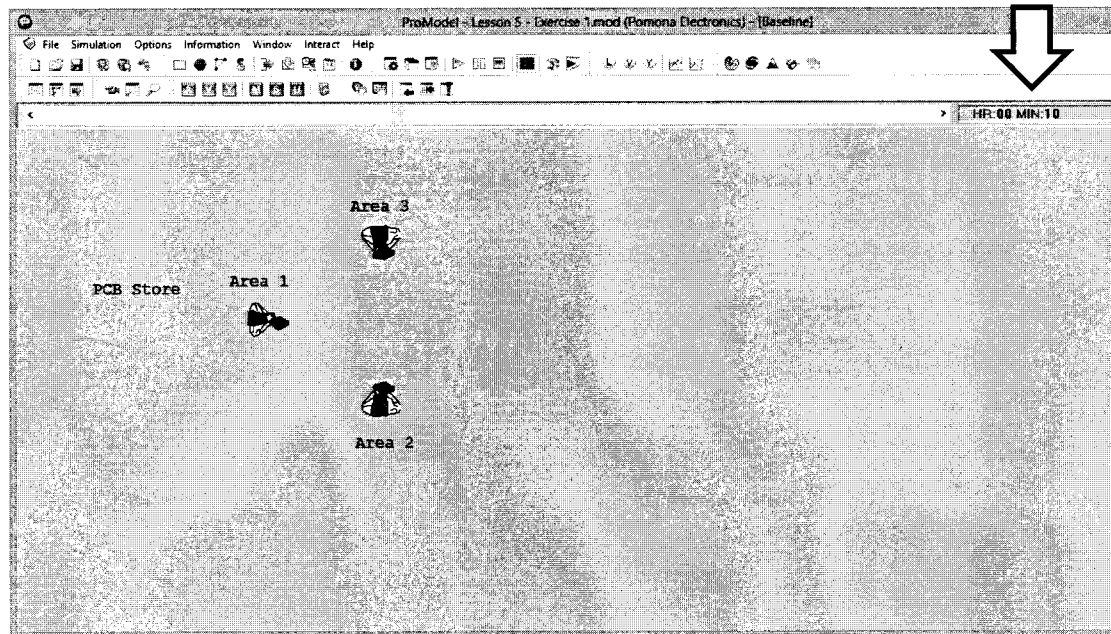 ProModel - Lesson 5 - Exercise 1.mod (Pomona Electronics) - [Baseline]
File Simulation Options Information Window Interact Help
HR:00 MIN:10
Area 3
Area 1
PCB Store
Area 2